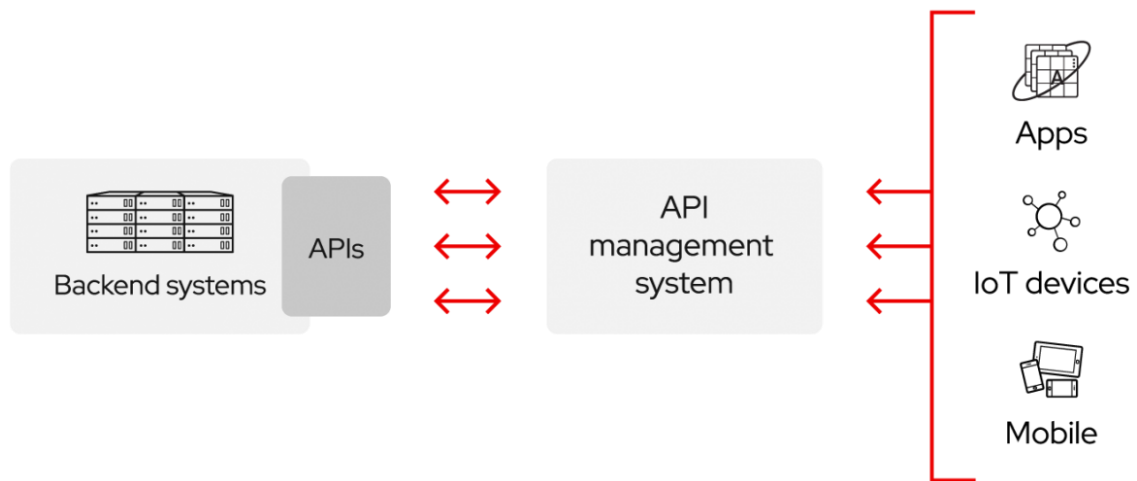 Backend systems
APIs
API
management
system
A
Apps
IoT devices
Mobile